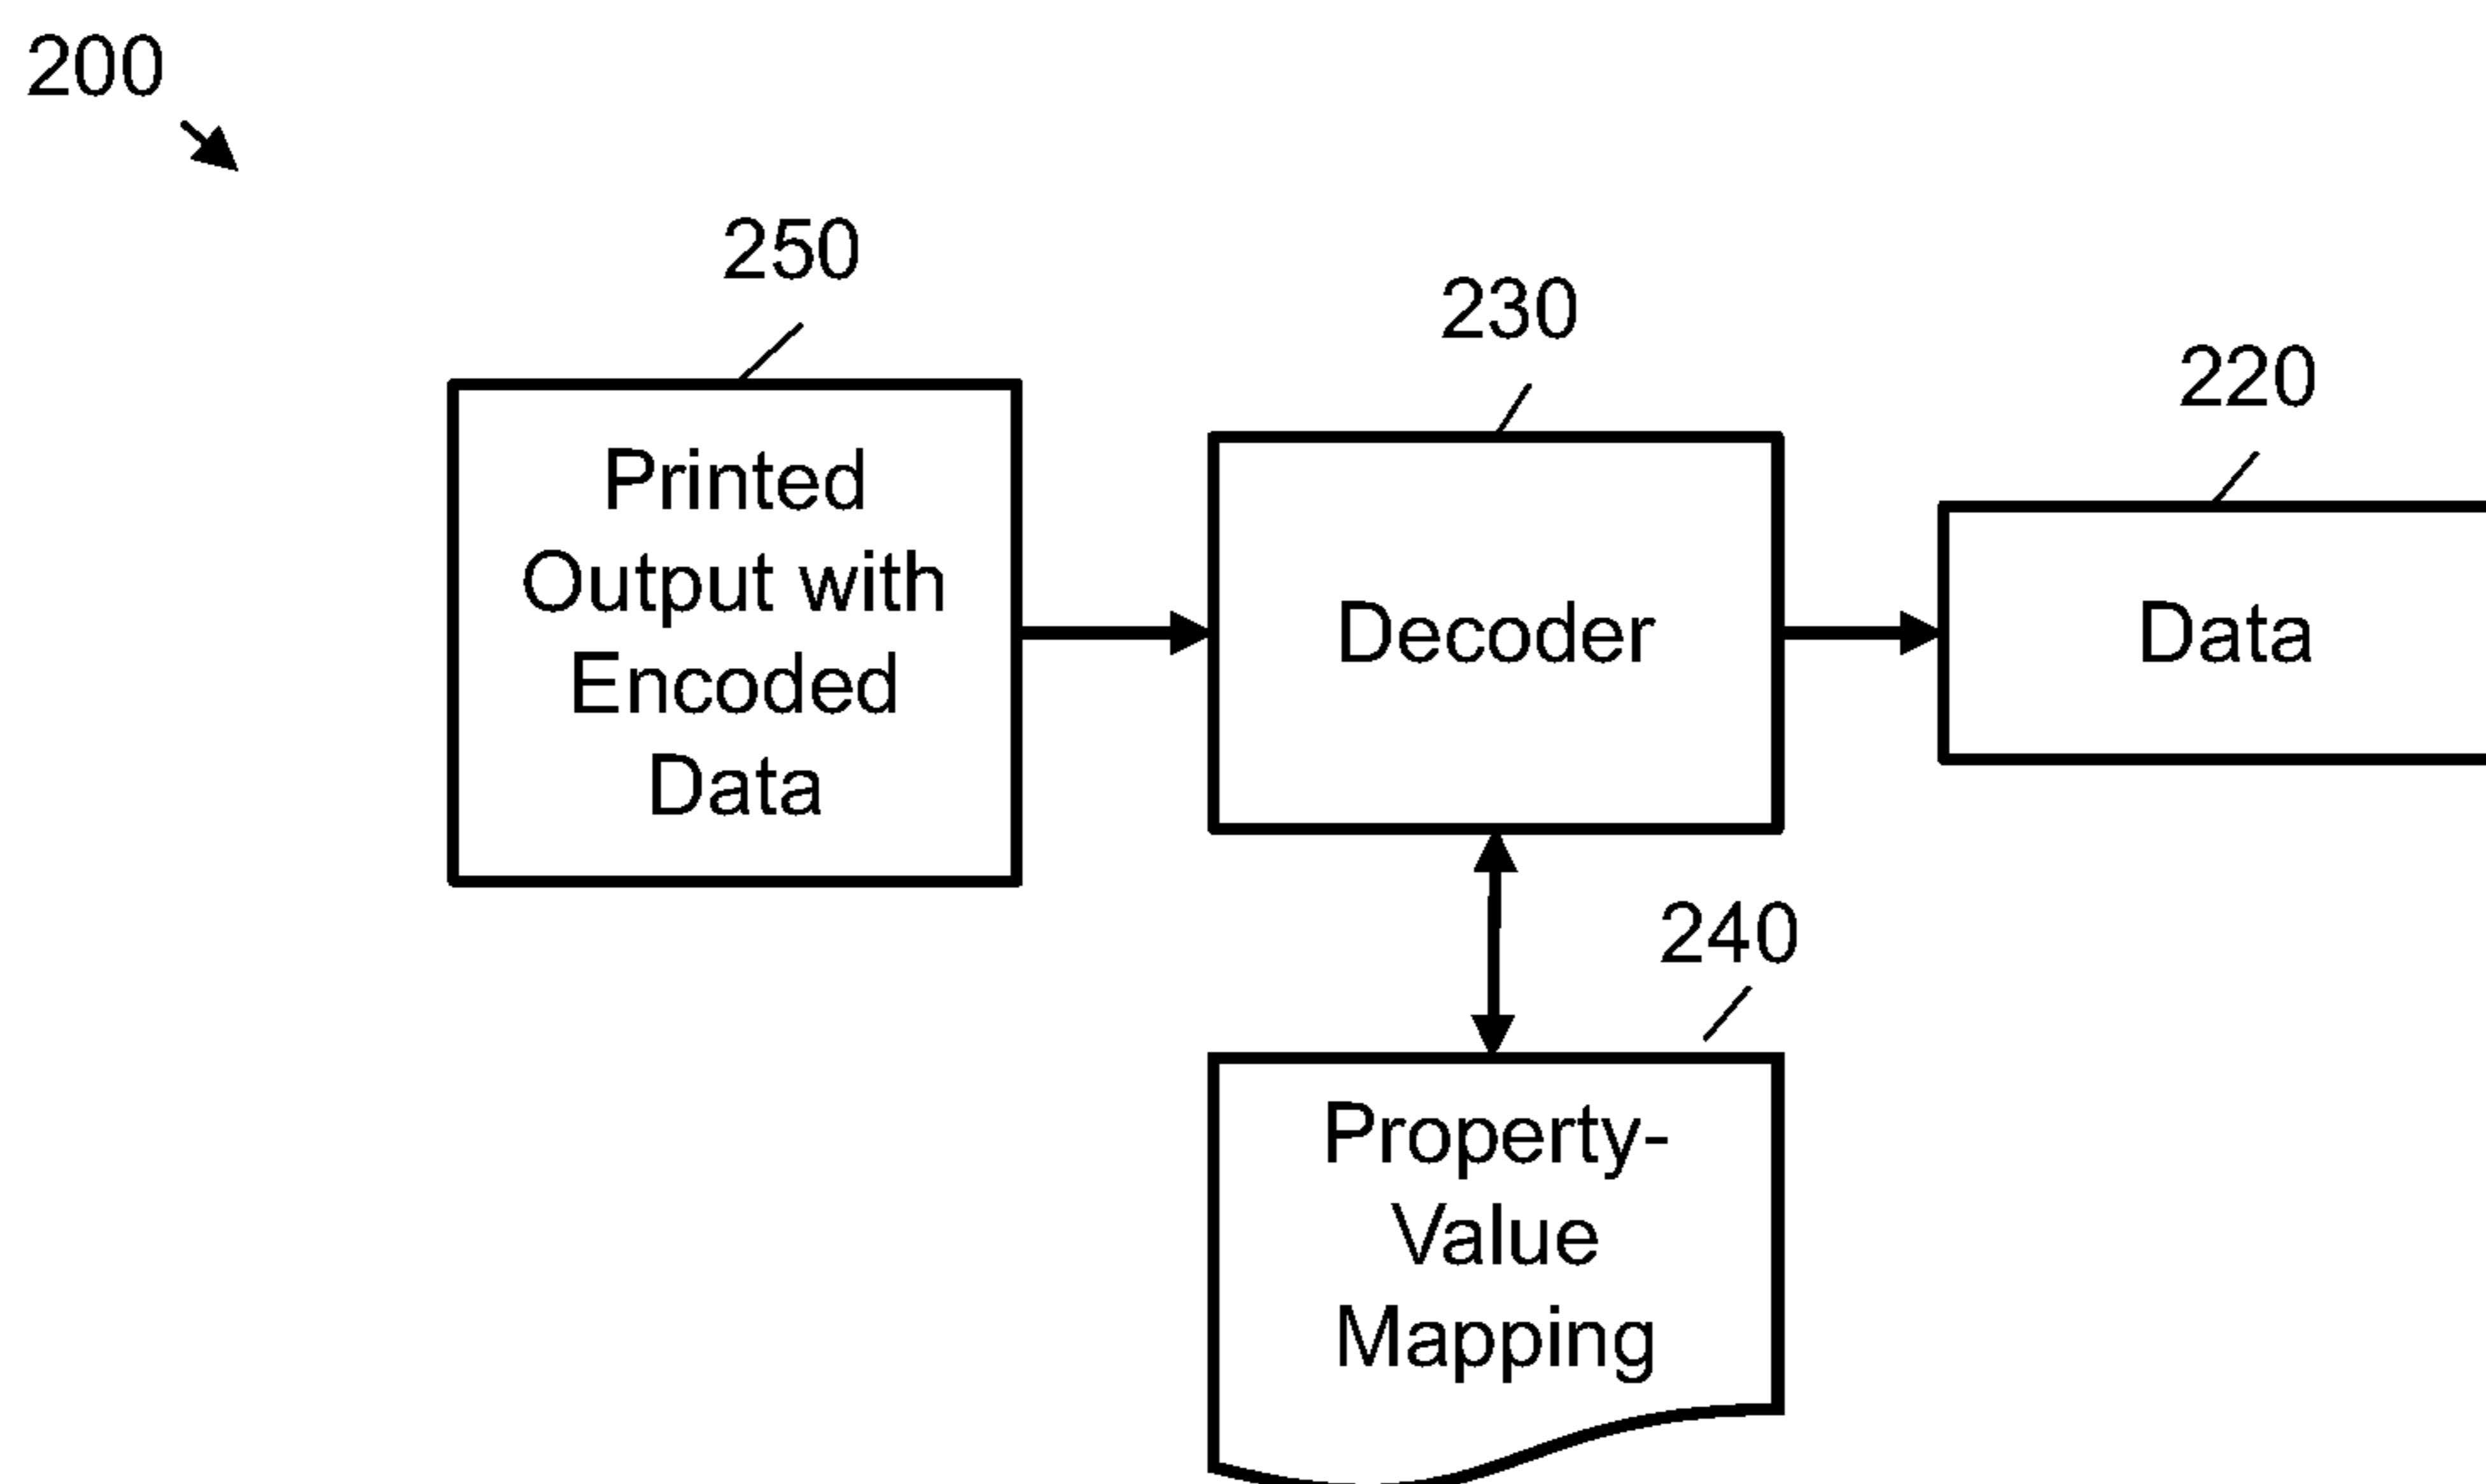 200
250
230
220
Printed
Output with
Encoded
Data
Decoder
Data
240
Property-
Value
Mapping